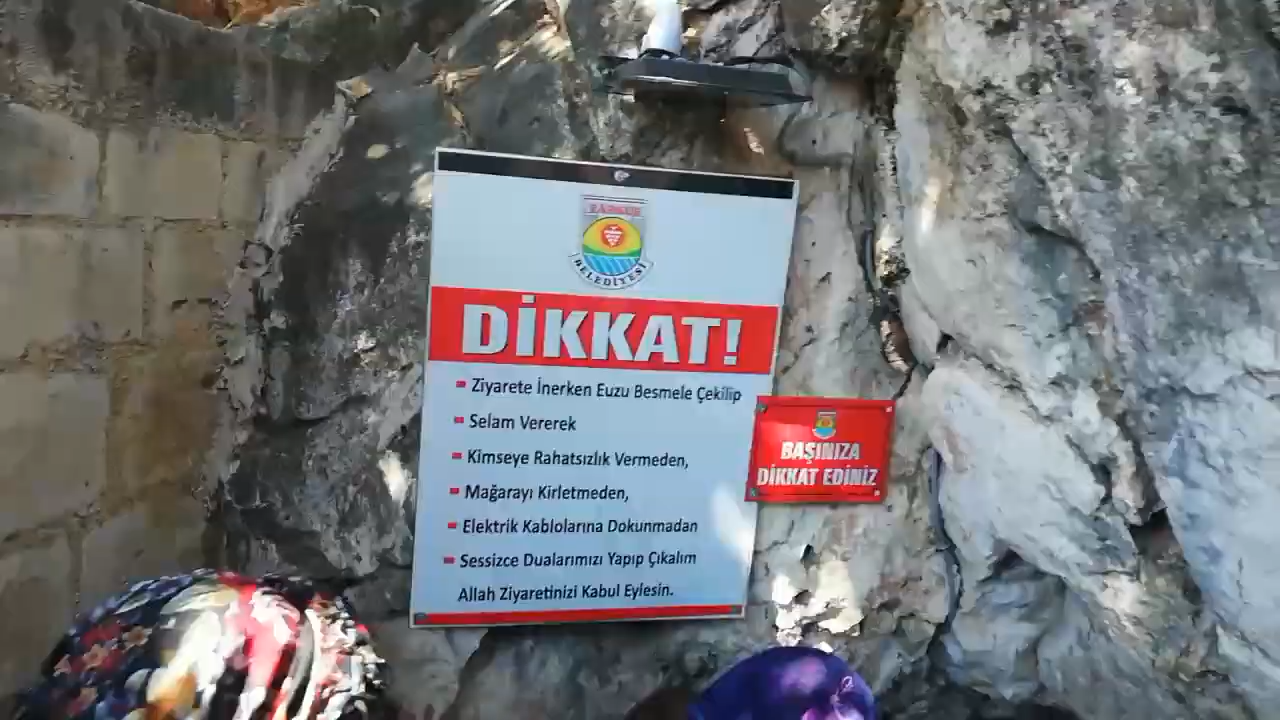 TARSUS
BELEDİYESİ
DİKKAT!
Ziyarete İnerken Euzu Besmele Çekilip
Selam Vererek
Kimseye Rahatsızlık Vermeden,
Mağarayı Kirletmeden,
Elektrik Kablolarına Dokunmadan
Sessizce Dualarımızı Yapıp Çıkalım
Allah Ziyaretinizi Kabul Eylesin.
BAŞINIZA
DİKKAT EDİNİZ